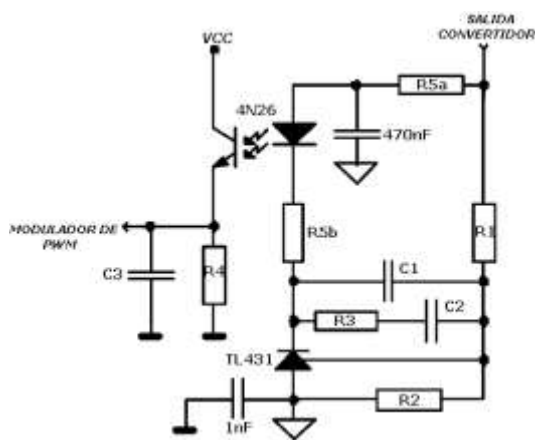 SALIDA
CONVERTIDOR
VCC
R5a
4N26
470nF
MODULADOR DE
PWM
R5b
R1
C3
R4
C1
R3
C2
TL431
R2
1nF